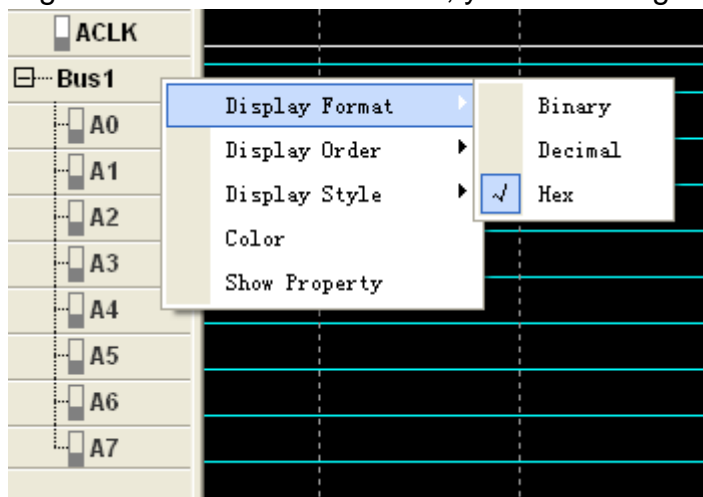 ACLK
Bus1
A0
A1
A2
A3
A4
A5
A6
A7
Display Format
Display Order
Display Style
Color
Show Property
Binary
Decimal
Hex